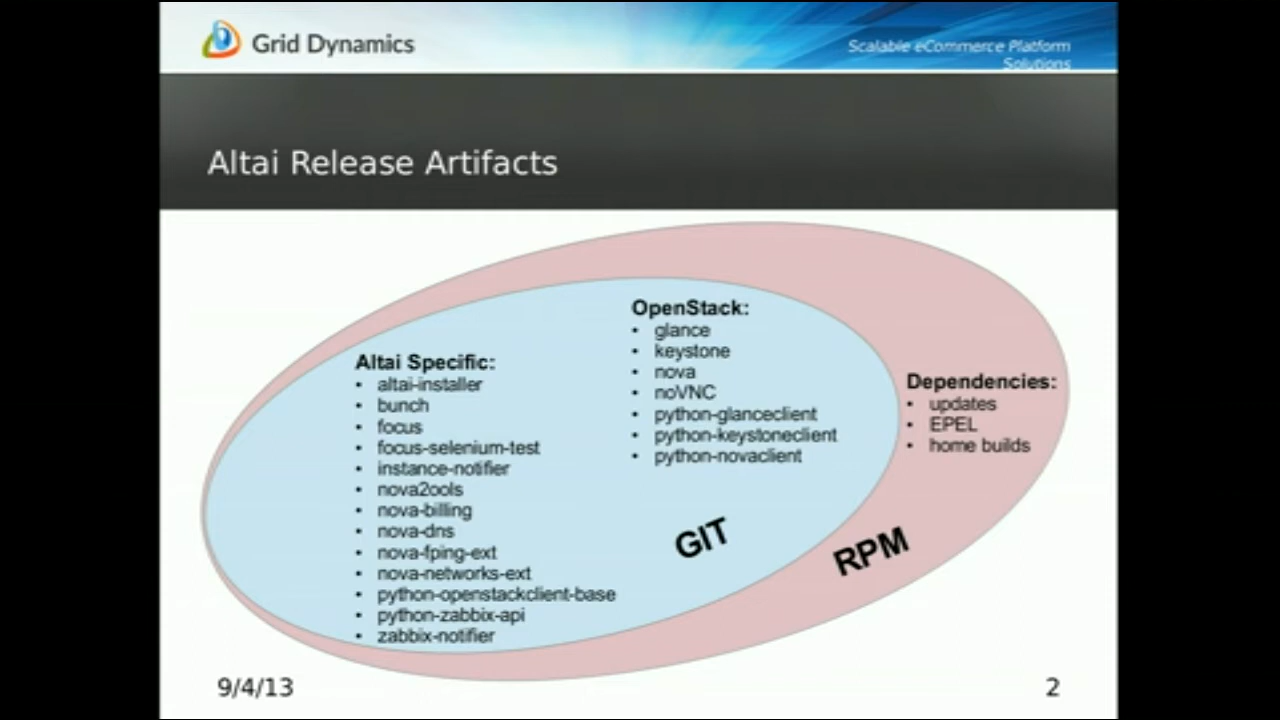 Grid Dynamics
Scalable eCommerce Platform
Solutions
Altai Release Artifacts
Altai Specific:
• altai-installer
• bunch
• focus
• focus-selenium-test
• instance-notifier
• nova2ools
• nova-billing
• nova-dns
• nova-fping-ext
• nova-networks-ext
• python-openstackclient-base
• python-zabbix-api
• zabbix-notifier
OpenStack:
• glance
• keystone
• nova
• noVNC
• python-glanceclient
• python-keystoneclient
• python-novaclient
GIT
Dependencies:
• updates
• EPEL
• home builds
RPM
9/4/13
2